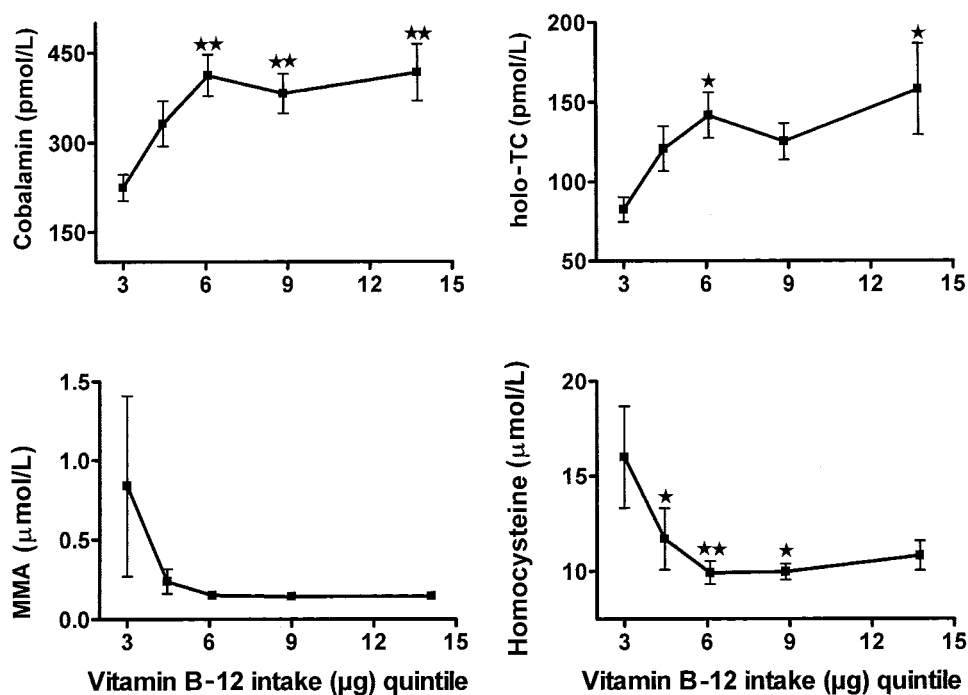 Cobalamin (pmol/L)
450
300
150
3 6 9 12 15
★★ ★★ ★★
holo-TC (pmol/L)
200
150
100
50
3 6 9 12 15
★ ★
MMA (μmol/L)
1.5
1.0
0.5
0.0
3 6 9 12 15
Vitamin B-12 intake (μg) quintile
Homocysteine (μmol/L)
20
15
10
3 6 9 12 15
★ ★★ ★
Vitamin B-12 intake (μg) quintile